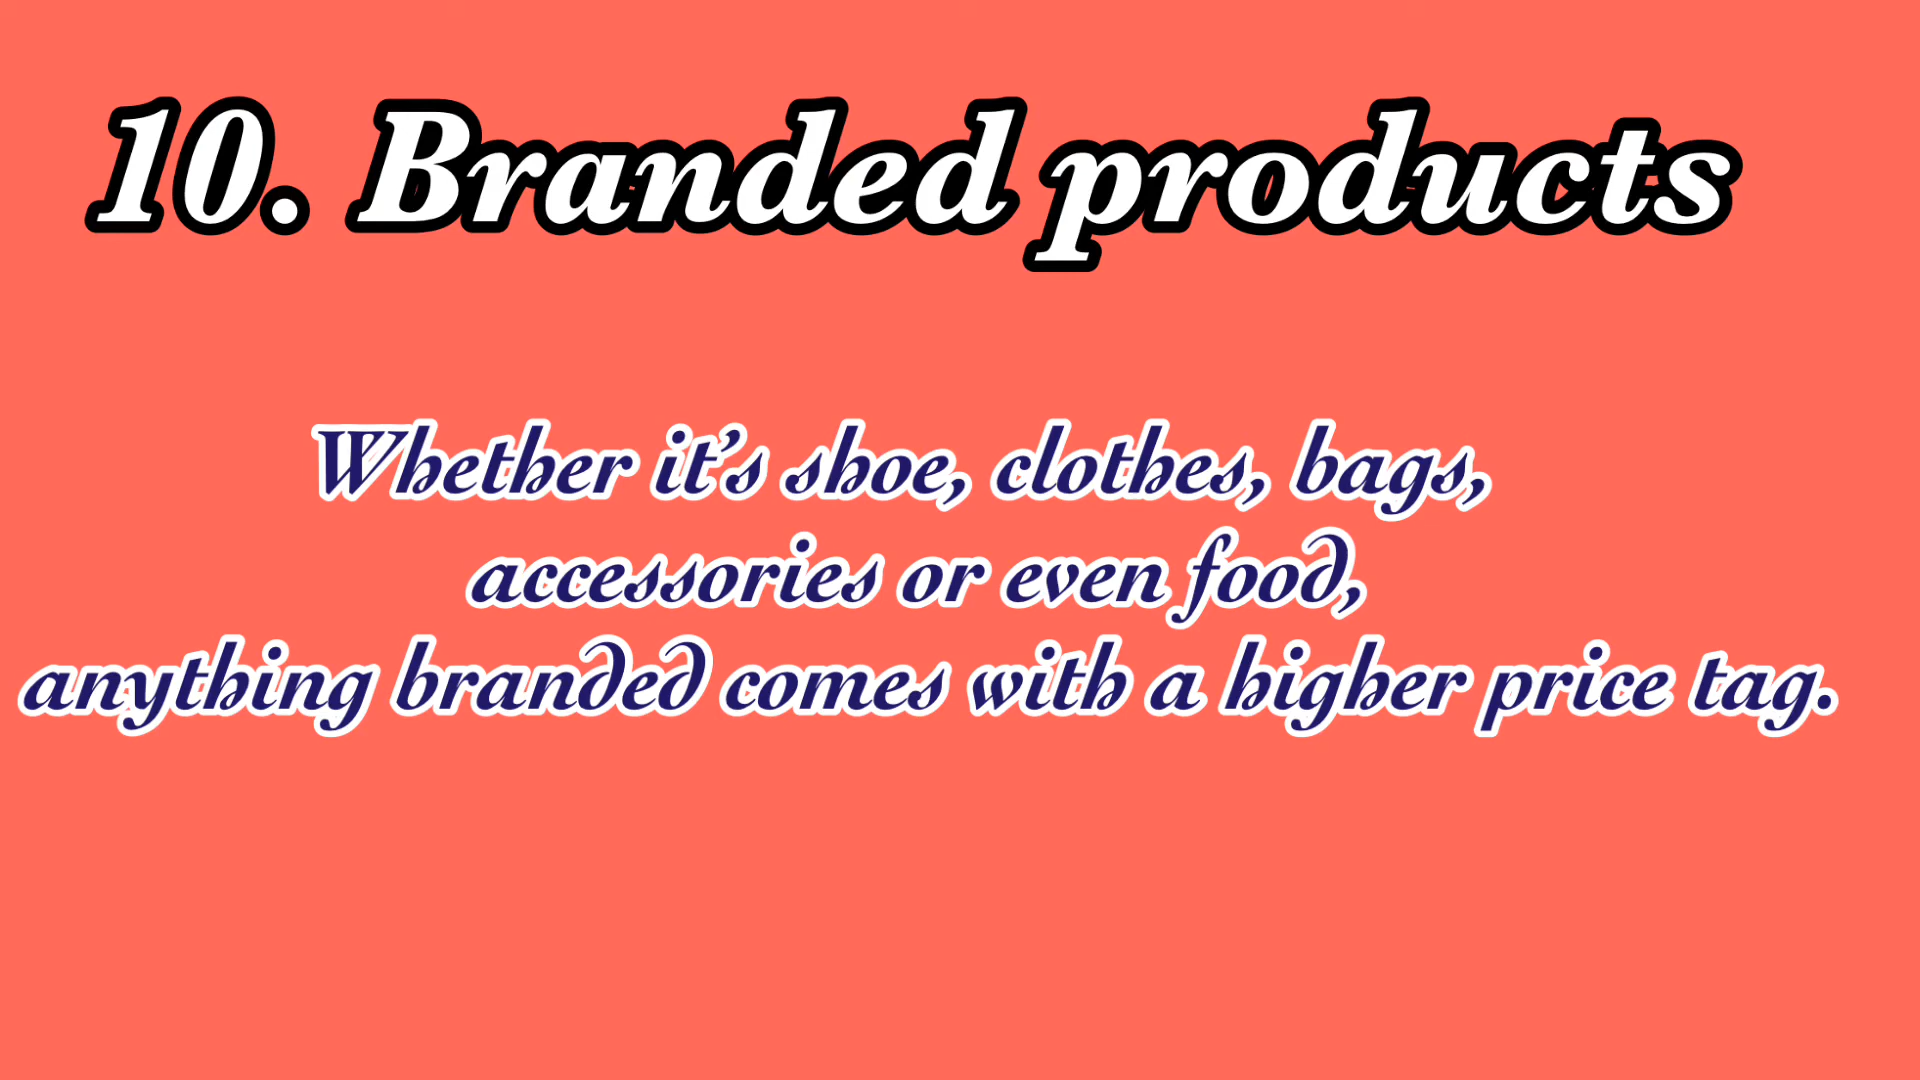 10. Branded products
Whether it’s shoe, clothes, bags,
accessories or even food,
anything branded comes with a higher price tag.